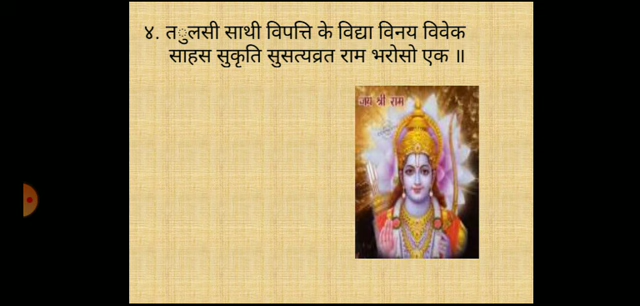 ४. तुलसी साथी विपत्ति के विद्या विनय विवेक
साहस सुकृति सुसत्यव्रत राम भरोसो एक ॥
जय श्री राम